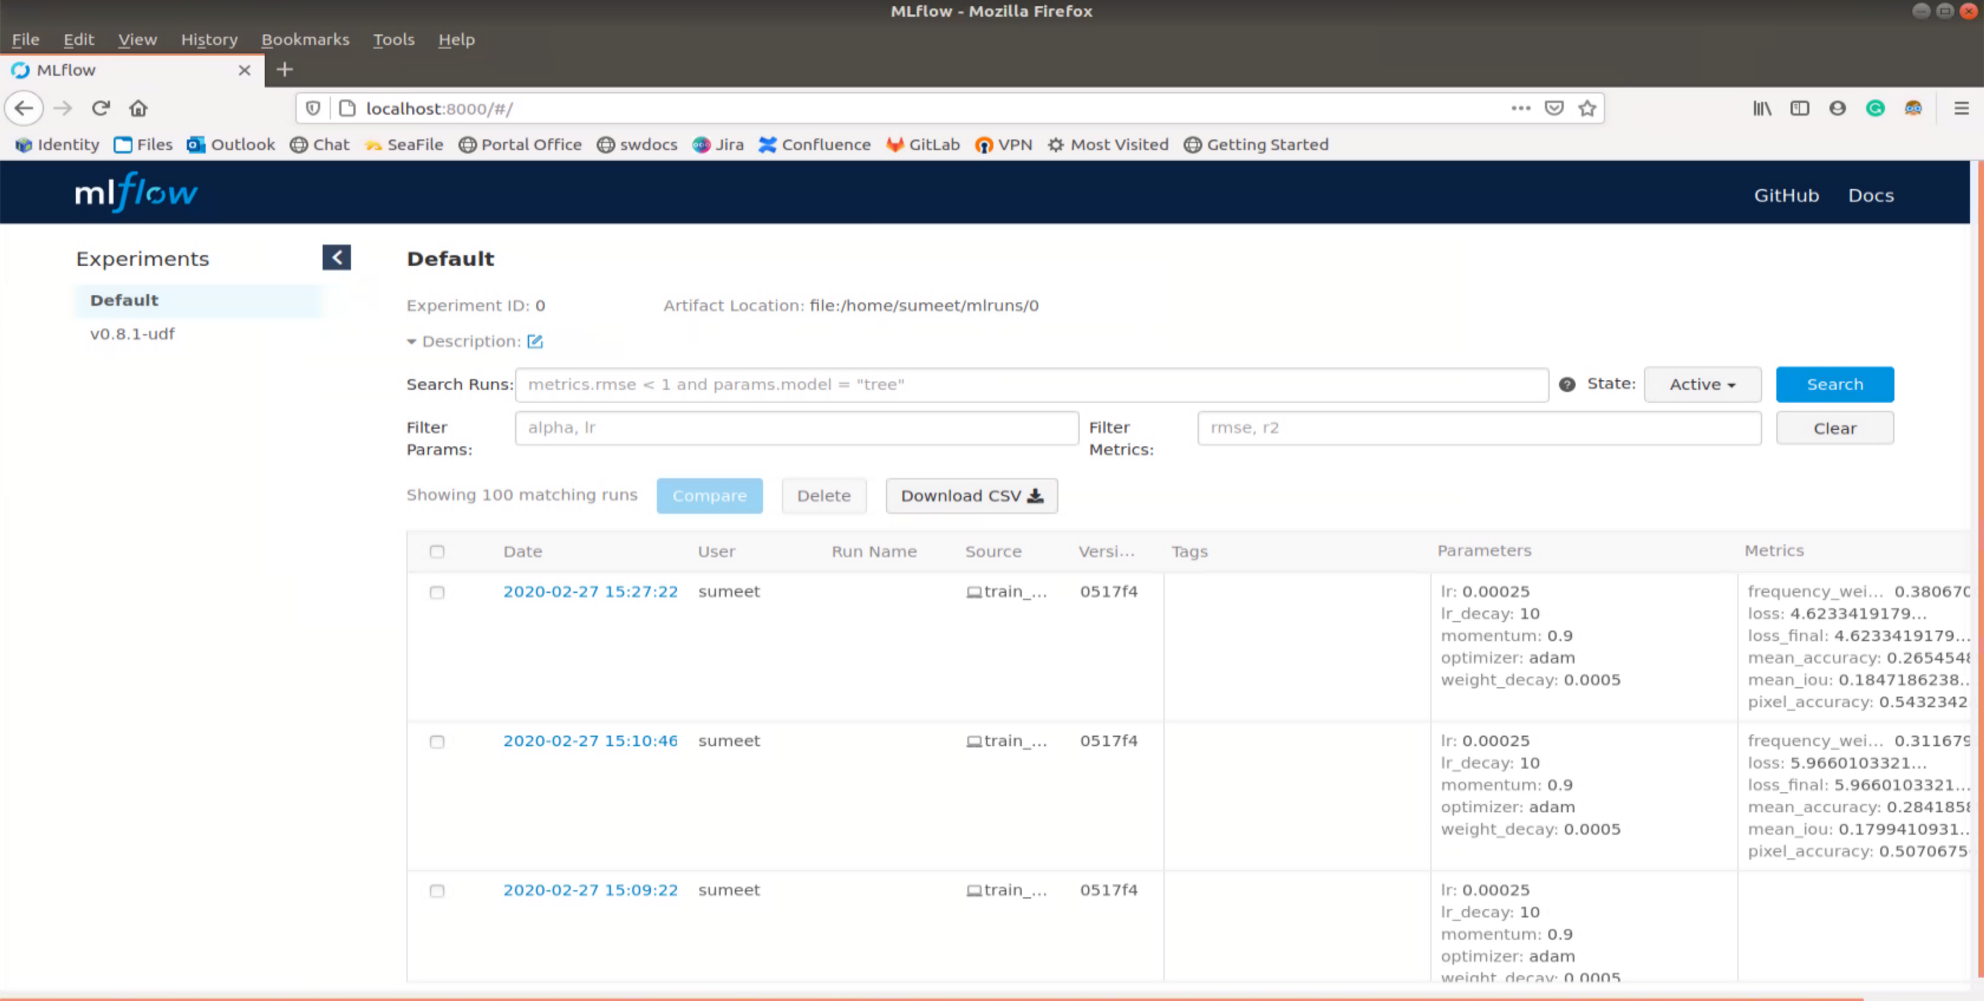 MLflow - Mozilla Firefox
File Edit View History Bookmarks Tools Help
MLflow
localhost:8000/#/
Identity Files Outlook Chat SeaFile Portal Office swdocs Jira Confluence GitLab VPN Most Visited Getting Started
mlflow GitHub Docs
Experiments
Default
v0.8.1-udf
Default
Experiment ID: 0 Artifact Location: file:/home/sumeet/mlruns/0
Description:
Search Runs: metrics.rmse < 1 and params.model = "tree" State: Active Search
Filter Params: alpha, lr Filter Metrics: rmse, r2 Clear
Showing 100 matching runs Compare Delete Download CSV
Date User Run Name Source Versi... Tags Parameters Metrics
2020-02-27 15:27:22 sumeet train_... 0517f4 lr: 0.00025 frequency_wei... 0.380670
lr_decay: 10 loss: 4.6233419179...
momentum: 0.9 loss_final: 4.6233419179...
optimizer: adam mean_accuracy: 0.265454
weight_decay: 0.0005 mean_iou: 0.1847186238..
pixel_accuracy: 0.5432342
2020-02-27 15:10:46 sumeet train_... 0517f4 lr: 0.00025 frequency_wei... 0.311679
lr_decay: 10 loss: 5.9660103321...
momentum: 0.9 loss_final: 5.9660103321...
optimizer: adam mean_accuracy: 0.284185
weight_decay: 0.0005 mean_iou: 0.1799410931..
pixel_accuracy: 0.5070675
2020-02-27 15:09:22 sumeet train_... 0517f4 lr: 0.00025
lr_decay: 10
momentum: 0.9
optimizer: adam
weight_decay: 0.0005